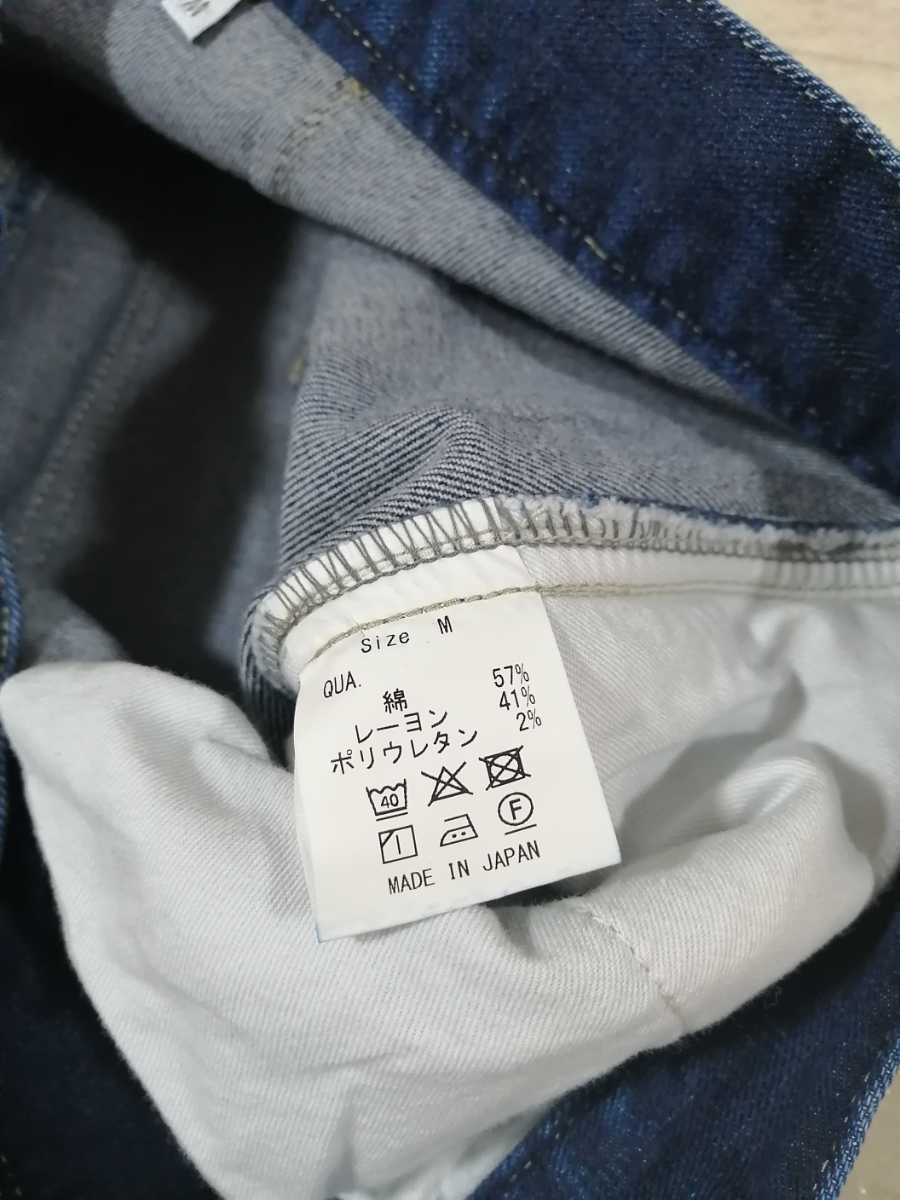 M
Size M
QUA.
綿 57%
レーヨン 41%
ポリウレタン 2%
40
F
MADE IN JAPAN